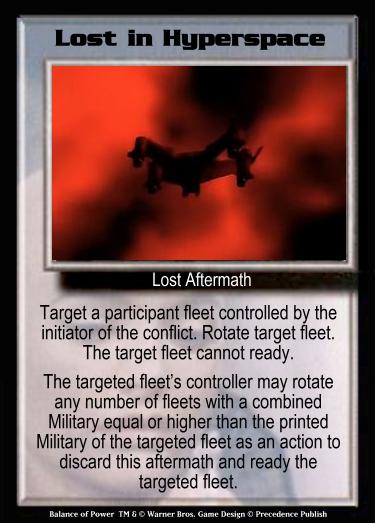 Lost in Hyperspace
Lost Aftermath
Target a participant fleet controlled by the
initiator of the conflict. Rotate target fleet.
The target fleet cannot ready.
The targeted fleet's controller may rotate
any number of fleets with a combined
Military equal or higher than the printed
Military of the targeted fleet as an action to
discard this aftermath and ready the
targeted fleet.
Balance of Power TM & © Warner Bros. Game Design © Precedence Publish